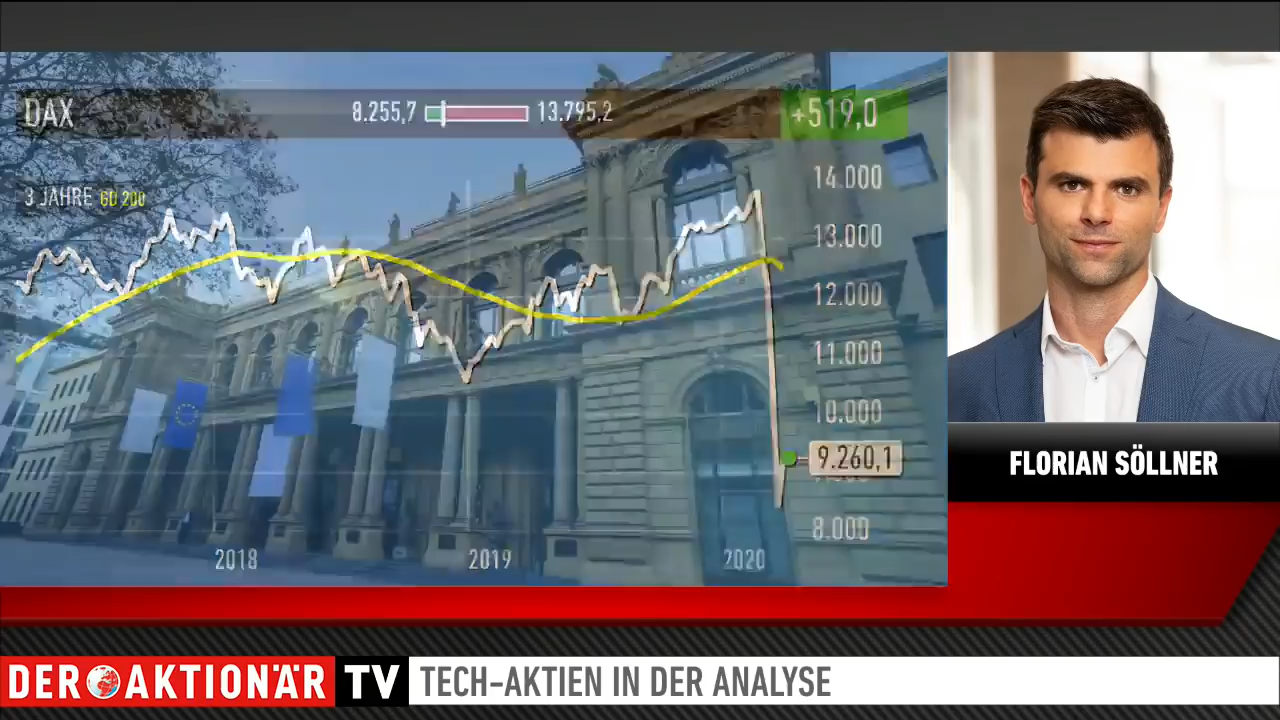 DAX
8.255,7
13.795,2
+519,0
3 JAHRE GD 200
14.000
13.000
12.000
11.000
10.000
9.260,1
8.000
2018
2019
2020
FLORIAN SÖLLNER
DER AKTIONÄR TV
TECH-AKTIEN IN DER ANALYSE